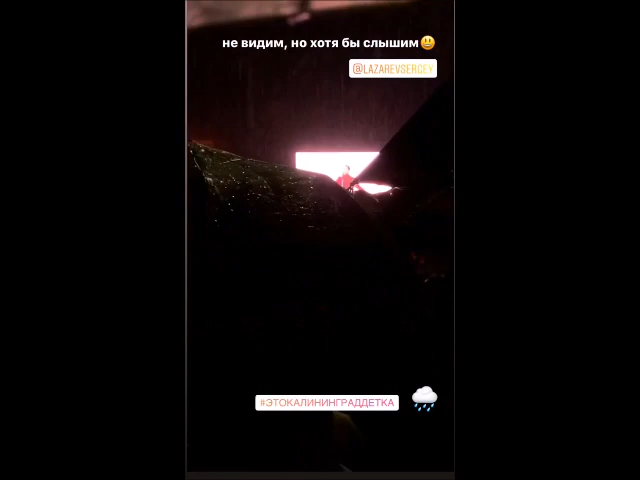 не видим, но хотя бы слышим😃
@LAZAREVSERGEY
#ЭТОКАЛИНИНГРАДДЕТКА